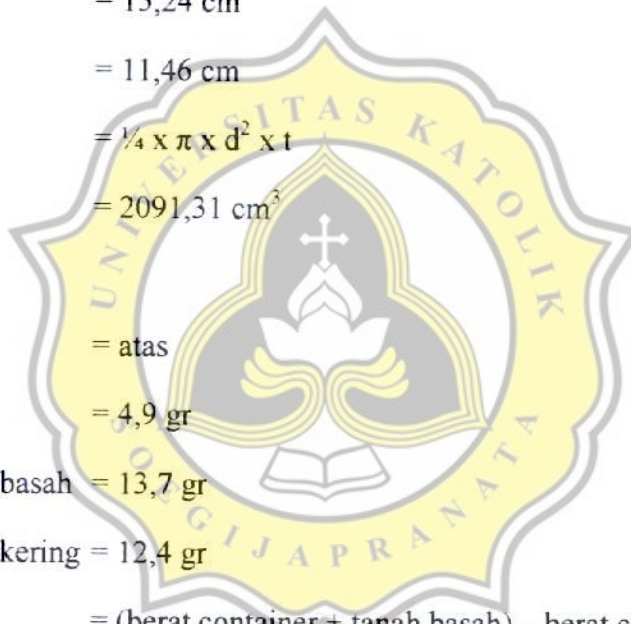 = 15,24 cm
= 11,46 cm
= ¼ x π x d² x t
= 2091,31 cm³
= atas
= 4,9 gr
basah = 13,7 gr
kering = 12,4 gr
= (berat container + tanah basah) – berat c
UNIVERSITAS KATOLIK
SOEGIJAPRANATA